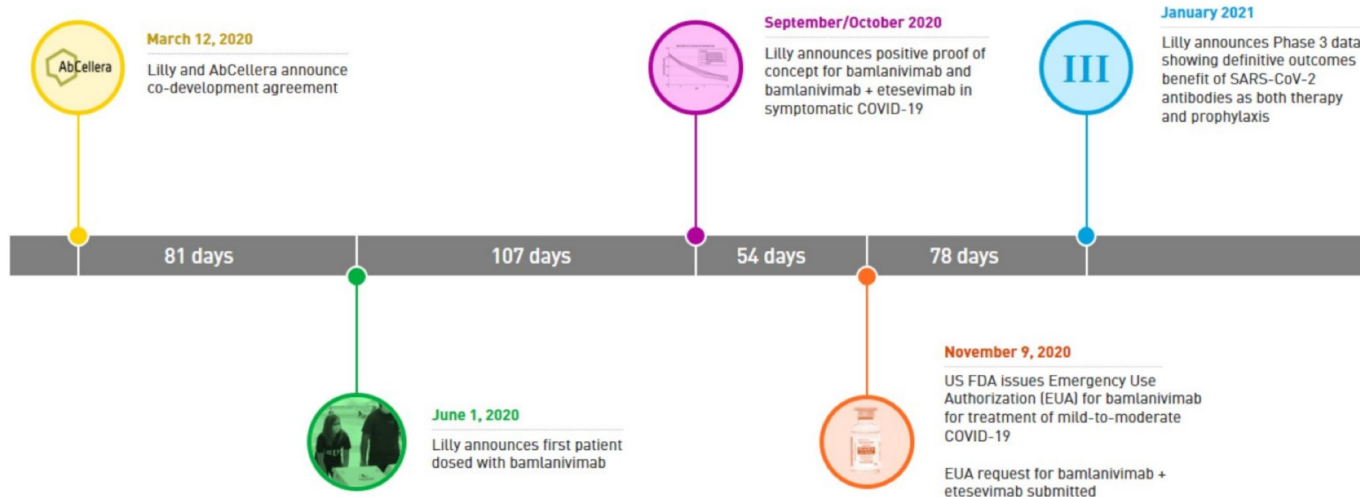 AbCellera
March 12, 2020
Lilly and AbCellera announce
co-development agreement
September/October 2020
Lilly announces positive proof of
concept for bamlanivimab and
bamlanivimab + etesevimab in
symptomatic COVID-19
III
January 2021
Lilly announces Phase 3 data
showing definitive outcomes
benefit of SARS-CoV-2
antibodies as both therapy
and prophylaxis
81 days
107 days
54 days
78 days
June 1, 2020
Lilly announces first patient
dosed with bamlanivimab
November 9, 2020
US FDA issues Emergency Use
Authorization (EUA) for bamlanivimab
for treatment of mild-to-moderate
COVID-19
EUA request for bamlanivimab +
etesevimab submitted